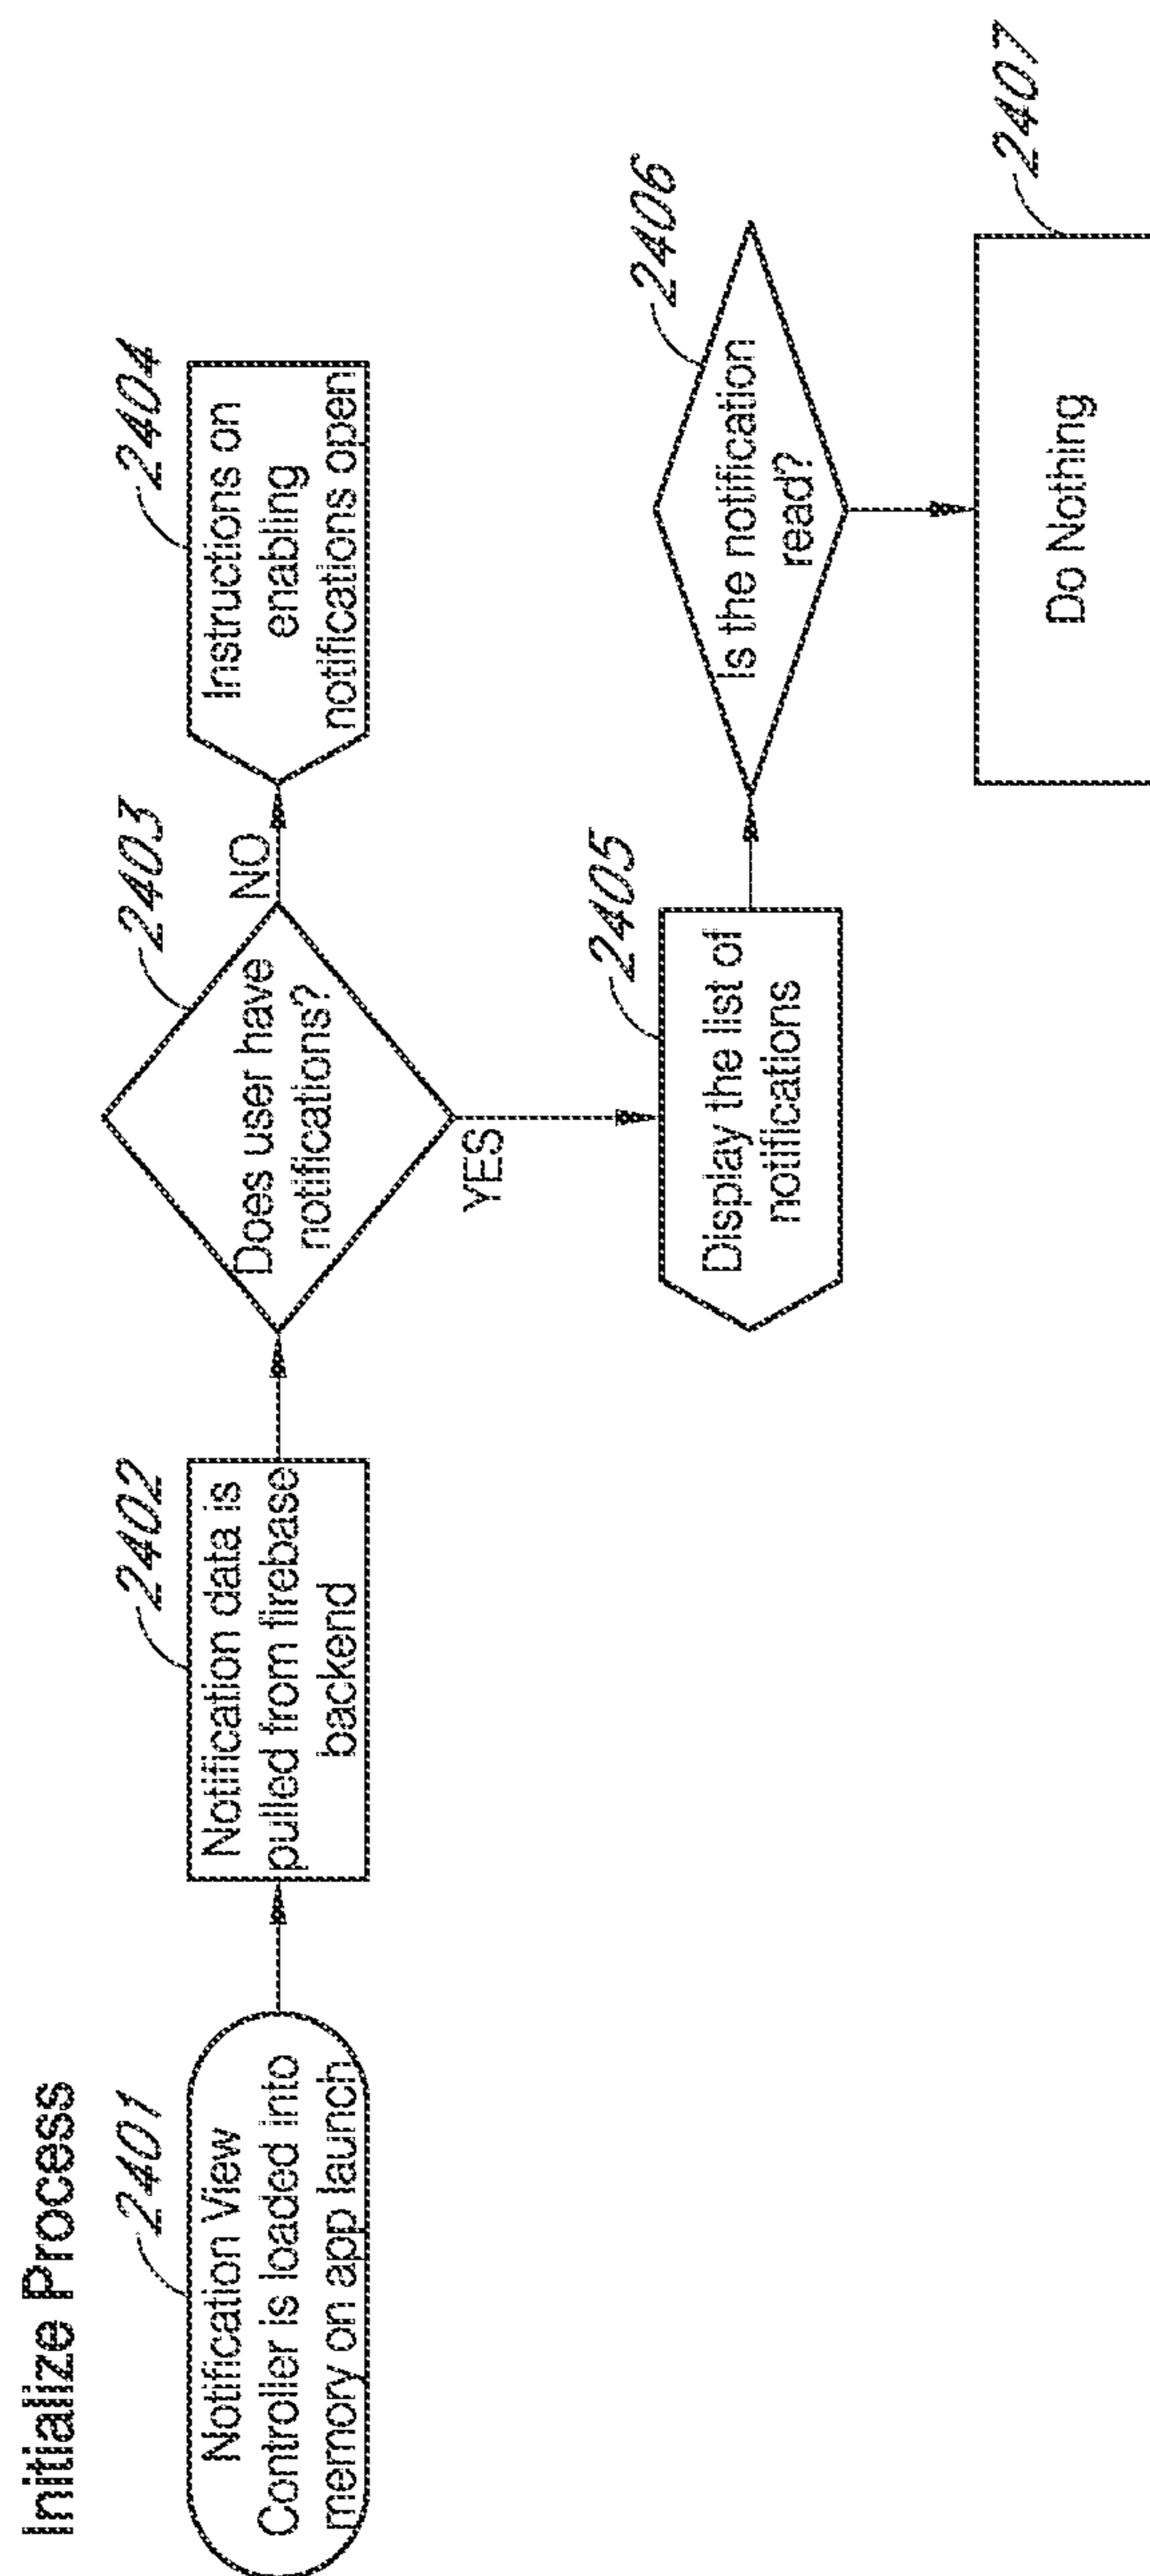 Initialize Process
2401
Notification View
Controller is loaded into
memory on app launch
2402
Notification data is
pulled from firebase
backend
2403
Does user have
notifications?
NO
YES
2404
Instructions on
enabling
notifications open
2405
Display the list of
notifications
2406
Is the notification
read?
2407
Do Nothing